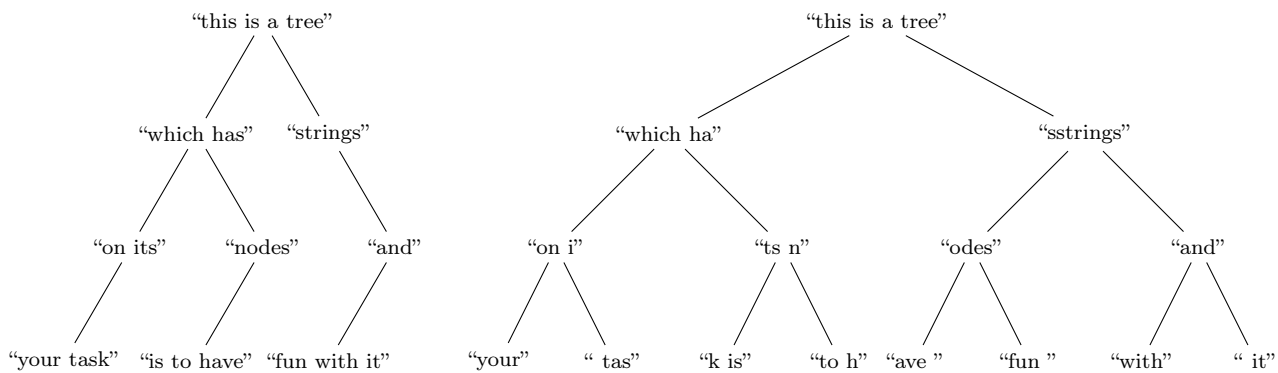 “this is a tree” “this is a tree”
“which has” “strings” “which ha” “sstrings”
“on its” “nodes” “and” “on i” “ts n” “odes” “and”
“your task” “is to have” “fun with it” “your” “ tas” “k is” “to h” “ave ” “fun ” “with” “ it”